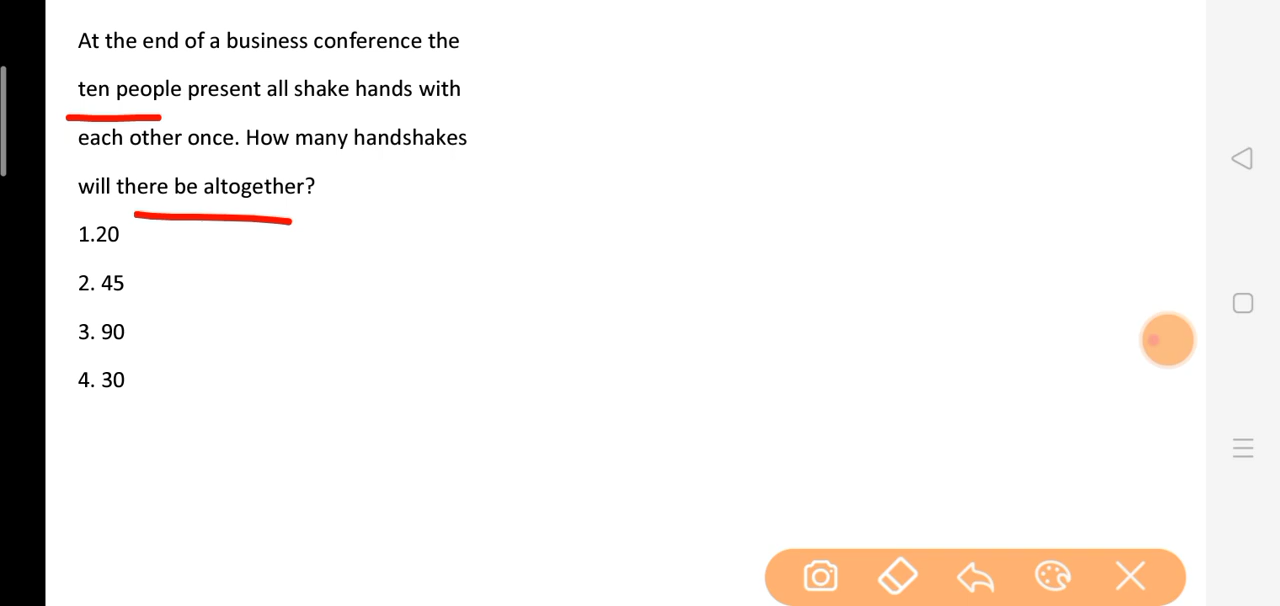 At the end of a business conference the
ten people present all shake hands with
each other once. How many handshakes
will there be altogether?
1.20
2. 45
3. 90
4. 30